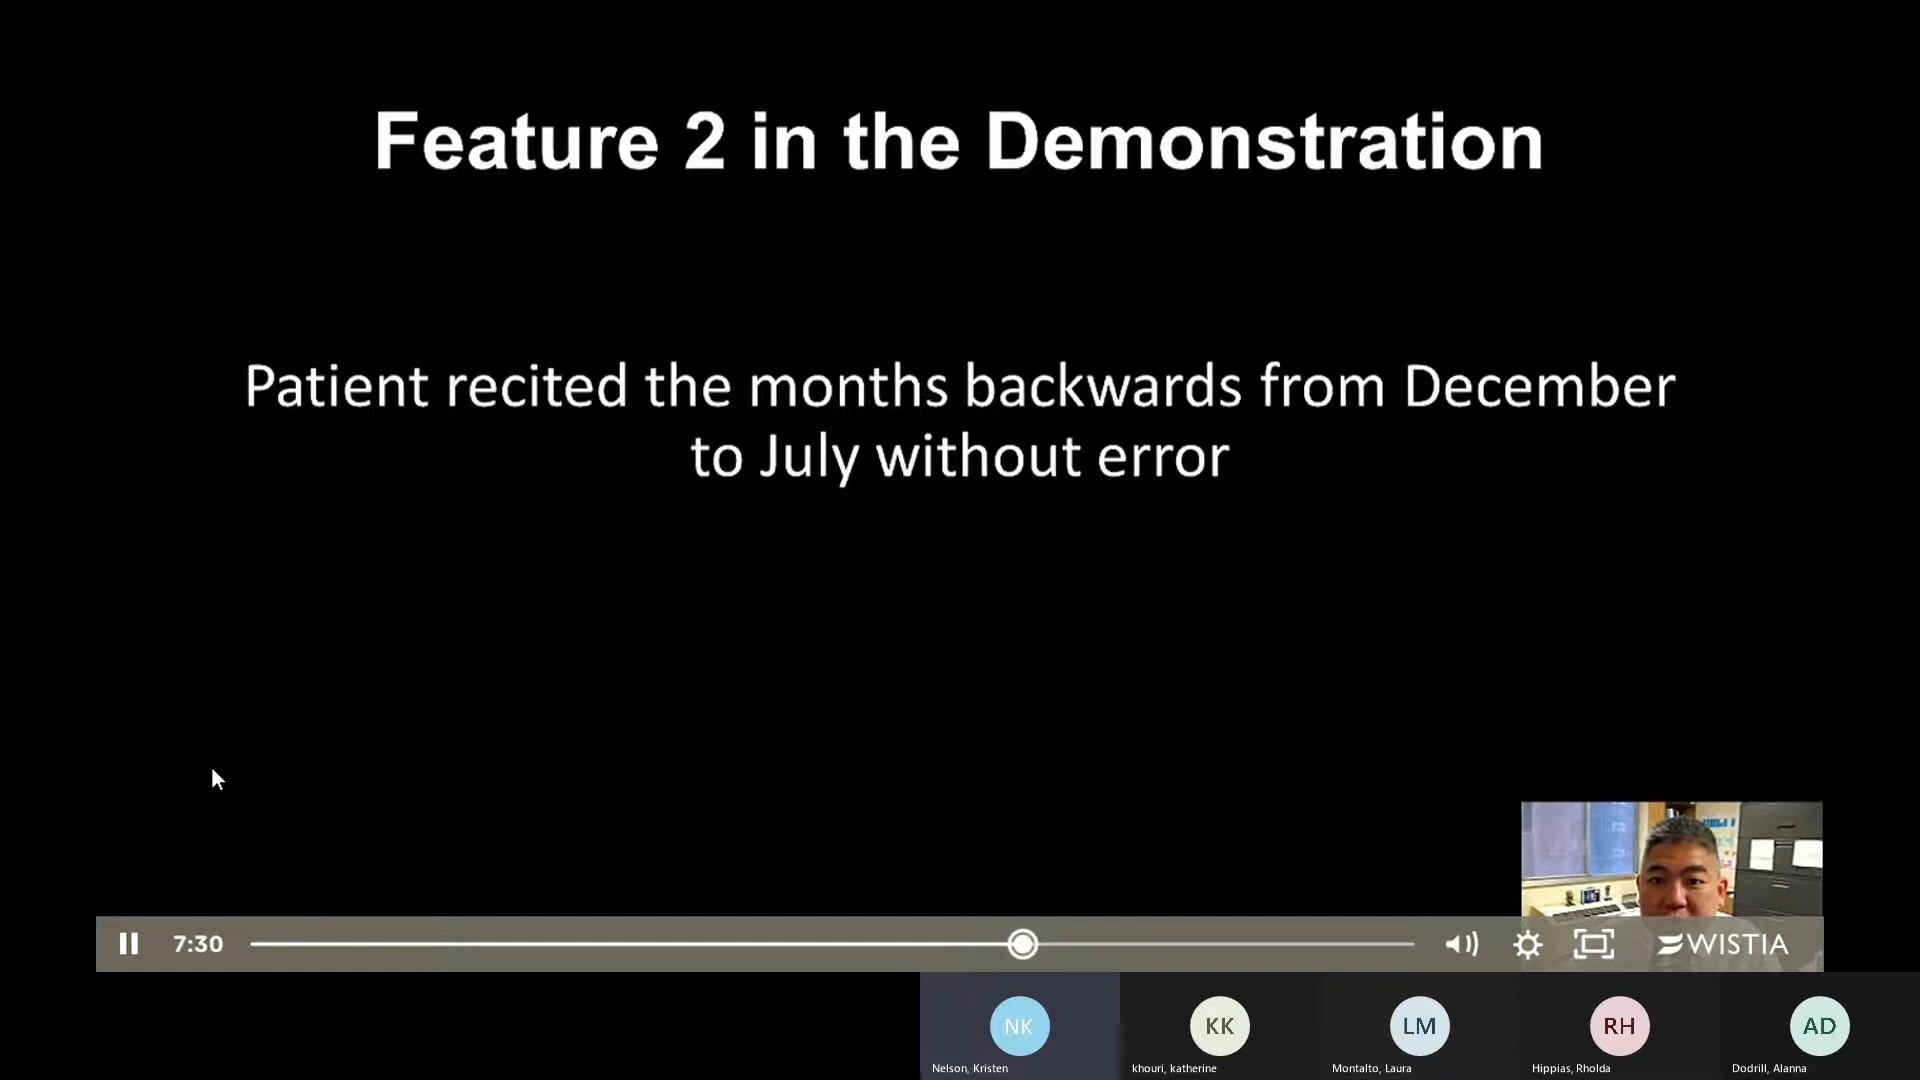 Feature 2 in the Demonstration
Patient recited the months backwards from December
to July without error
7:30
WISTIA
NK
KK
LM
RH
AD
Nelson, Kristen
khouri, katherine
Montalto, Laura
Hippias, Rholda
Dodrill, Alanna